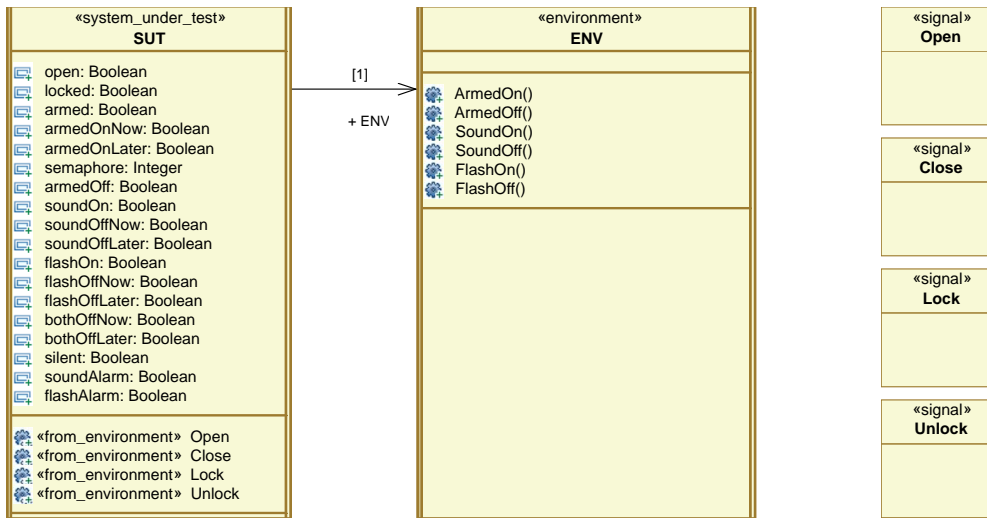 «system_under_test»
SUT
open: Boolean
locked: Boolean
armed: Boolean
armedOnNow: Boolean
armedOnLater: Boolean
semaphore: Integer
armedOff: Boolean
soundOn: Boolean
soundOffNow: Boolean
soundOffLater: Boolean
flashOn: Boolean
flashOffNow: Boolean
flashOffLater: Boolean
bothOffNow: Boolean
bothOffLater: Boolean
silent: Boolean
soundAlarm: Boolean
flashAlarm: Boolean
«from_environment» Open
«from_environment» Close
«from_environment» Lock
«from_environment» Unlock
[1]
+ ENV
«environment»
ENV
ArmedOn()
ArmedOff()
SoundOn()
SoundOff()
FlashOn()
FlashOff()
«signal»
Open
«signal»
Close
«signal»
Lock
«signal»
Unlock